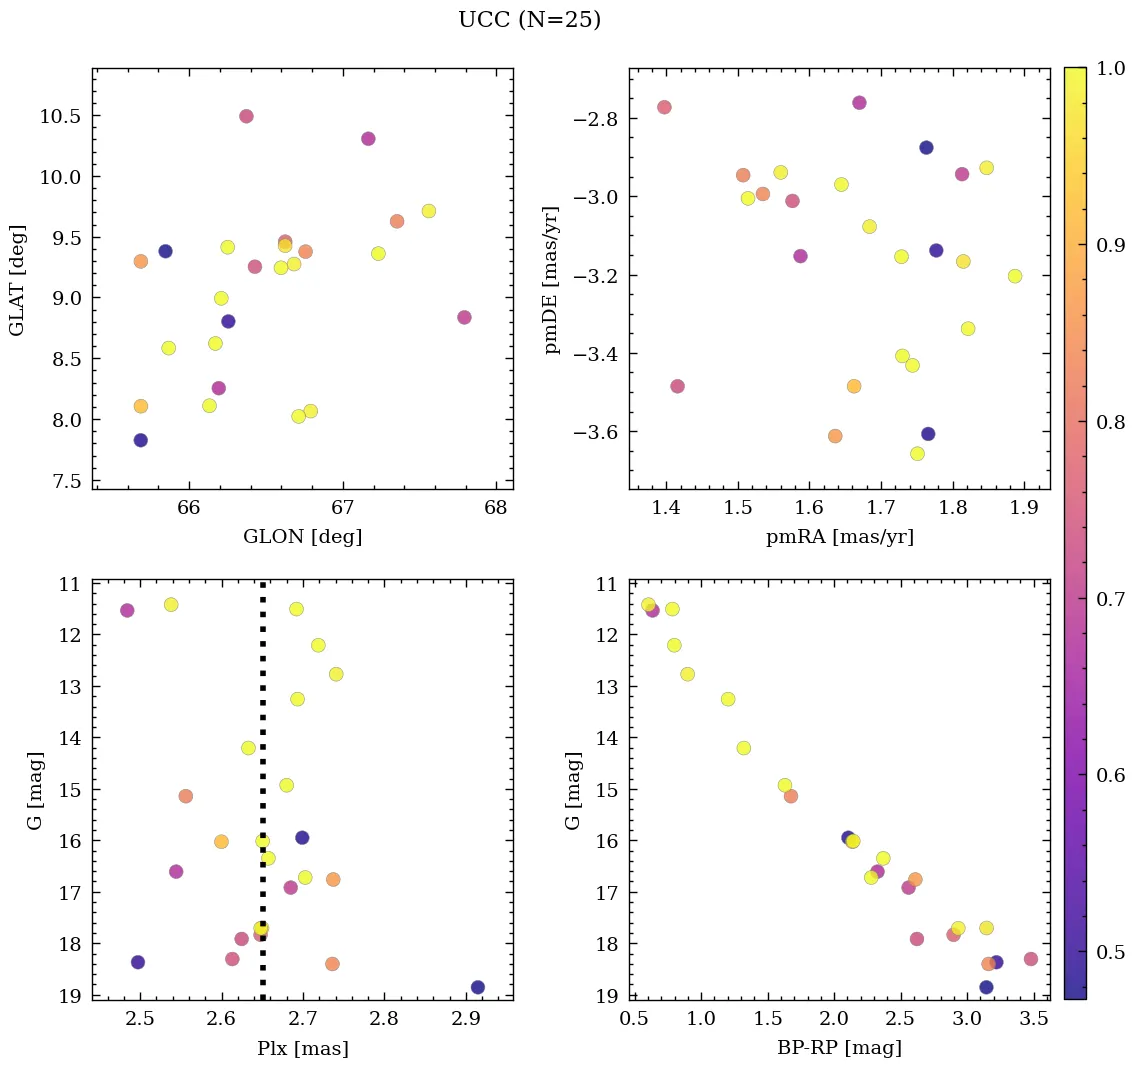 UCC (N=25)
10.5
10.0
9.5
9.0
8.5
8.0
7.5
GLAT [deg]
66 67 68
GLON [deg]
−2.8
−3.0
−3.2
−3.4
−3.6
pmDE [mas/yr]
1.4 1.5 1.6 1.7 1.8 1.9
pmRA [mas/yr]
11
12
13
14
15
16
17
18
19
G [mag]
2.5 2.6 2.7 2.8 2.9
Plx [mas]
11
12
13
14
15
16
17
18
19
G [mag]
0.5 1.0 1.5 2.0 2.5 3.0 3.5
BP-RP [mag]
1.0
0.9
0.8
0.7
0.6
0.5